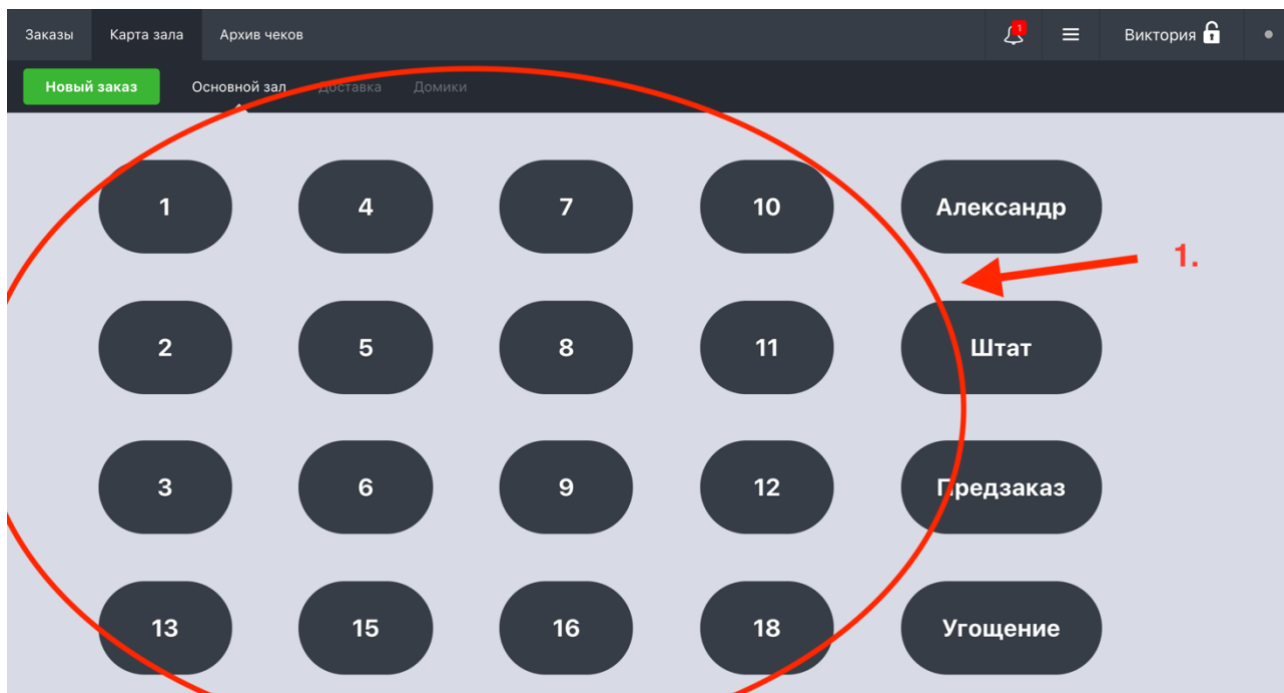 Заказы Карта зала Архив чеков 1 Виктория
Новый заказ Основной зал Доставка Домики
1 4 7 10 Александр
1.
2 5 8 11 Штат
3 6 9 12 Предзаказ
13 15 16 18 Угощение